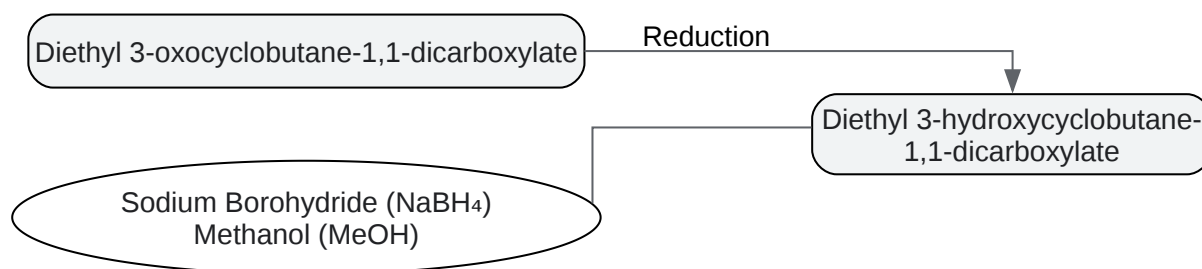 Diethyl 3-oxocyclobutane-1,1-dicarboxylate
Reduction
Diethyl 3-hydroxycyclobutane-
1,1-dicarboxylate
Sodium Borohydride (NaBH₄)
Methanol (MeOH)